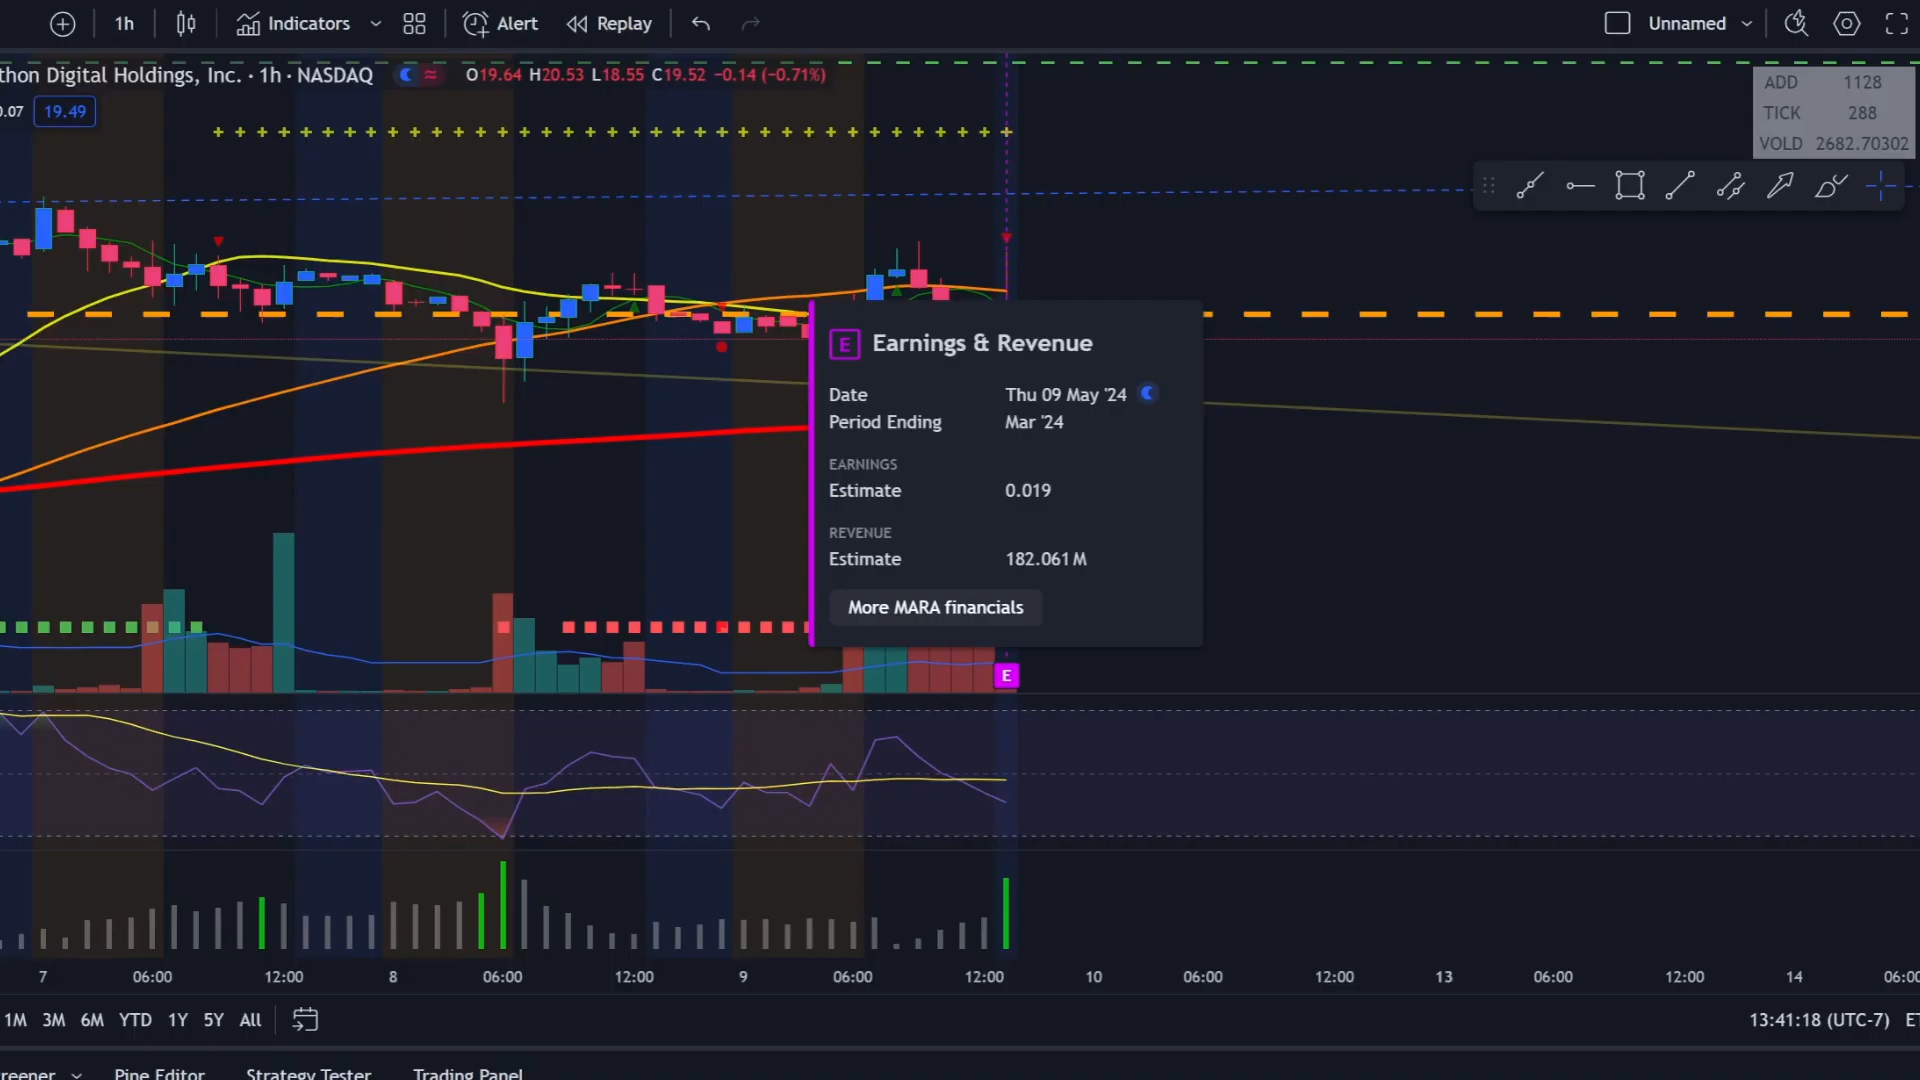 1h Indicators Alert Replay Unnamed
thon Digital Holdings, Inc. · 1h · NASDAQ O19.64 H20.53 L18.55 C19.52 −0.14 (−0.71%)
0.07 19.49
ADD 1128
TICK 288
VOLD 2682.70302
E Earnings & Revenue
Date Thu 09 May '24
Period Ending Mar '24
EARNINGS
Estimate 0.019
REVENUE
Estimate 182.061M
More MARA financials
E
7 06:00 12:00 8 06:00 12:00 9 06:00 12:00 10 06:00 12:00 13 06:00 12:00 14 06:00
1M 3M 6M YTD 1Y 5Y All 13:41:18 (UTC-7) ET
reener Pine Editor Strategy Tester Trading Panel